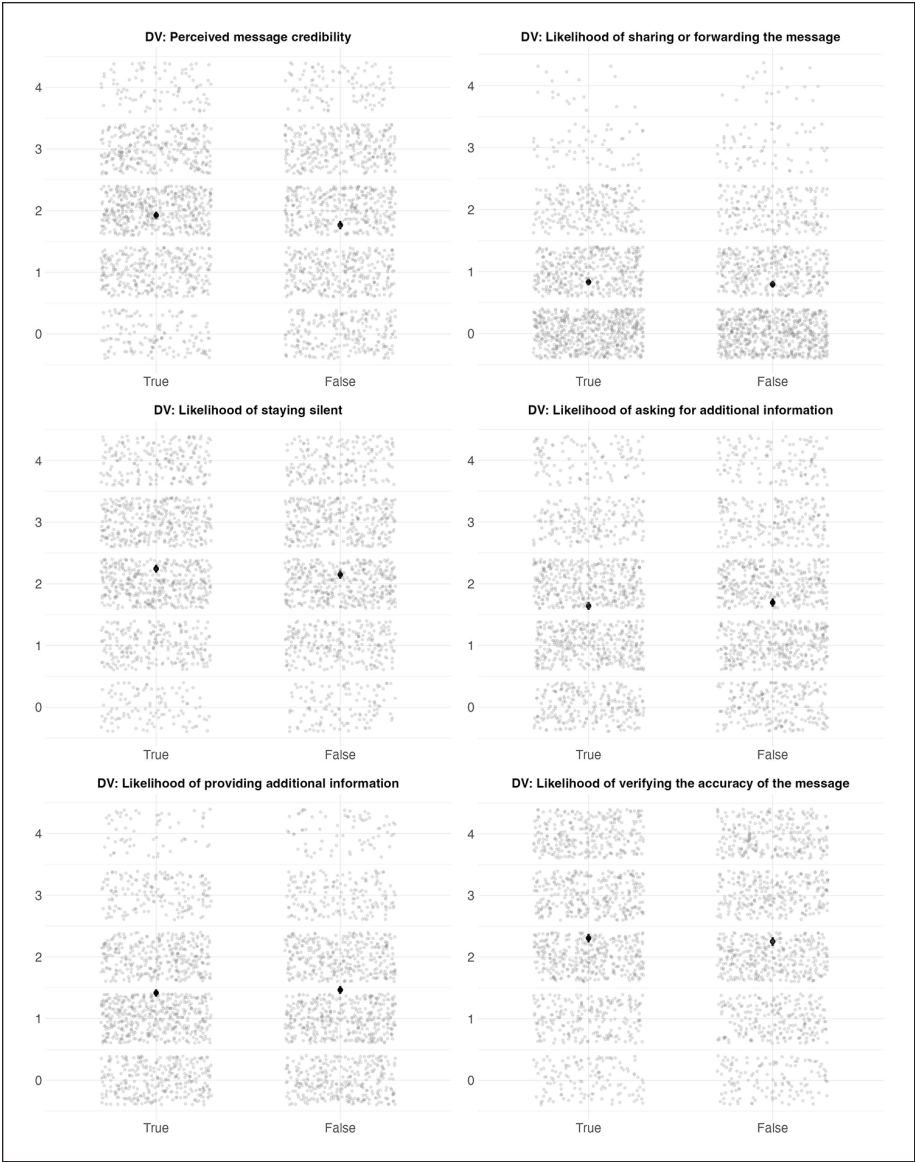 DV: Perceived message credibility
4
3
2
1
0
True False
DV: Likelihood of sharing or forwarding the message
4
3
2
1
0
True False
DV: Likelihood of staying silent
4
3
2
1
0
True False
DV: Likelihood of asking for additional information
4
3
2
1
0
True False
DV: Likelihood of providing additional information
4
3
2
1
0
True False
DV: Likelihood of verifying the accuracy of the message
4
3
2
1
0
True False